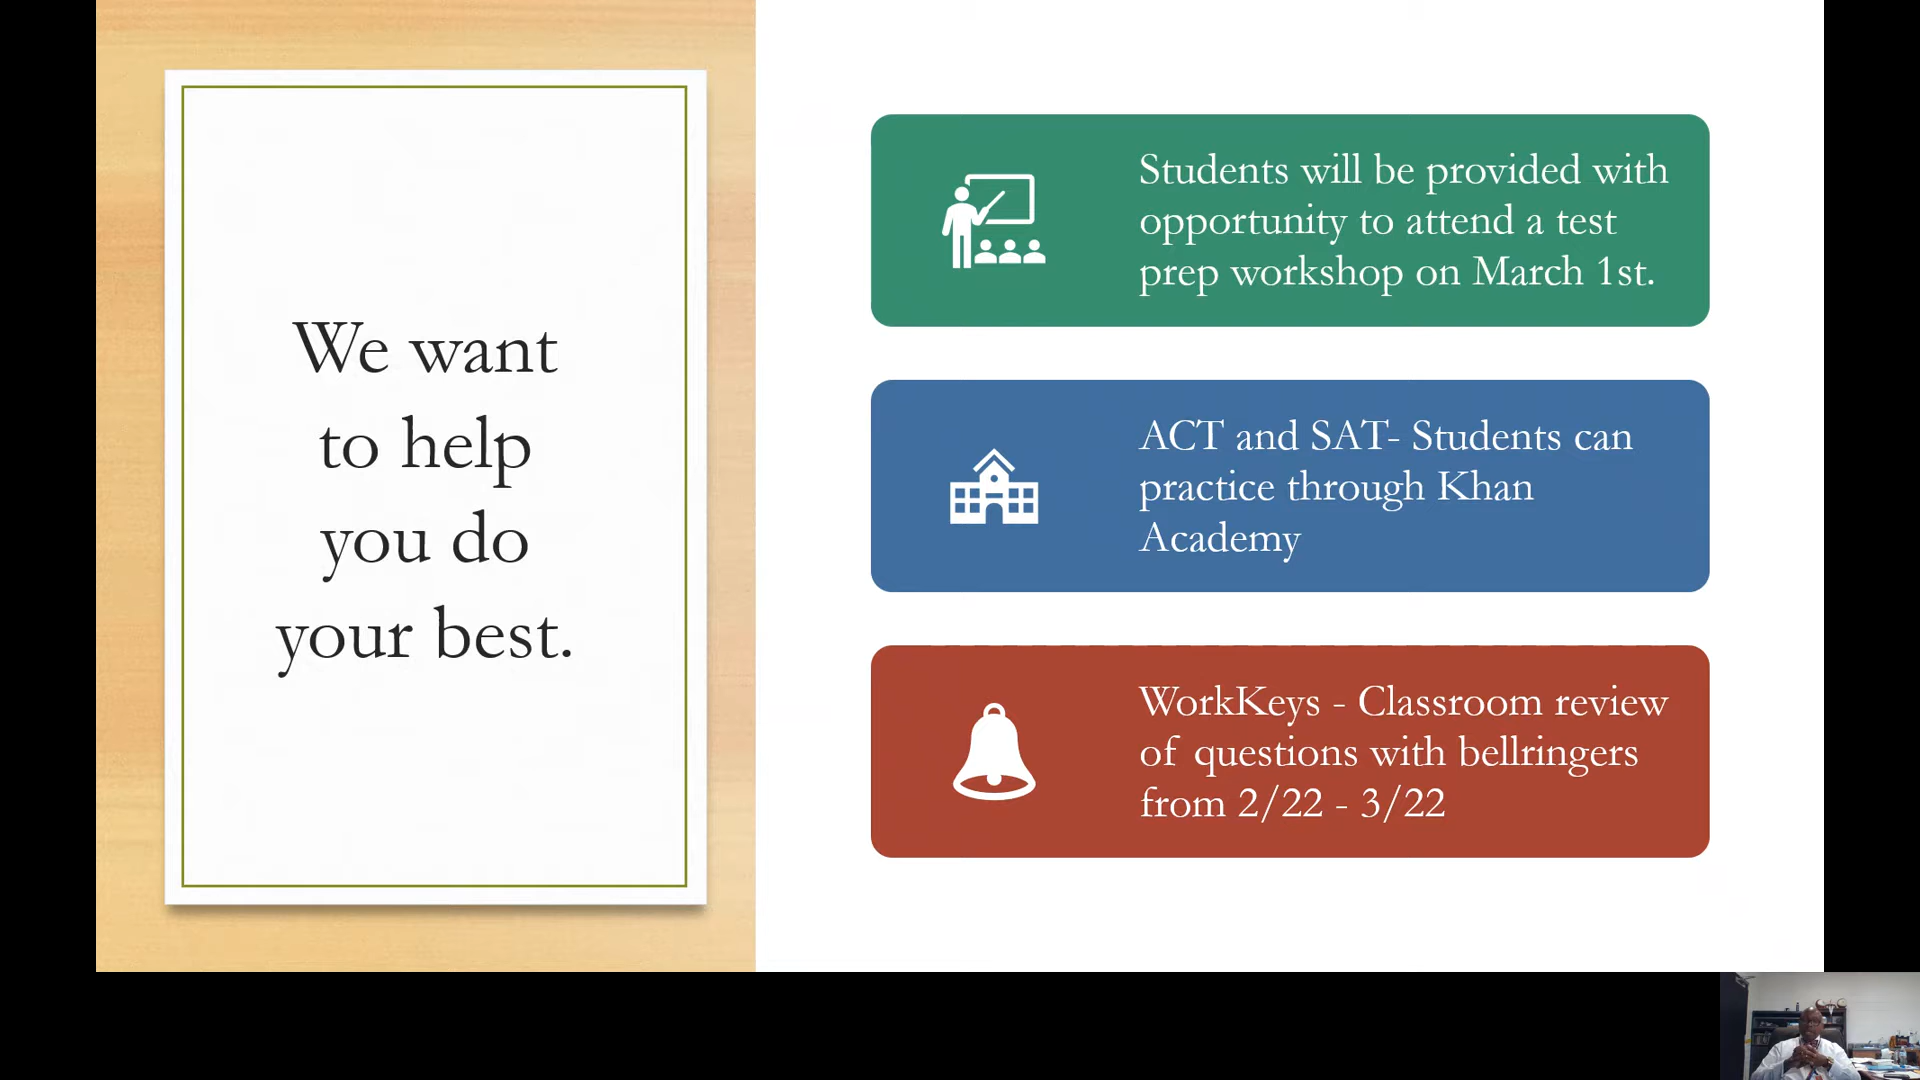 We want
to help
you do
your best.
Students will be provided with
opportunity to attend a test
prep workshop on March 1st.
ACT and SAT- Students can
practice through Khan
Academy
WorkKeys - Classroom review
of questions with bellringers
from 2/22 - 3/22